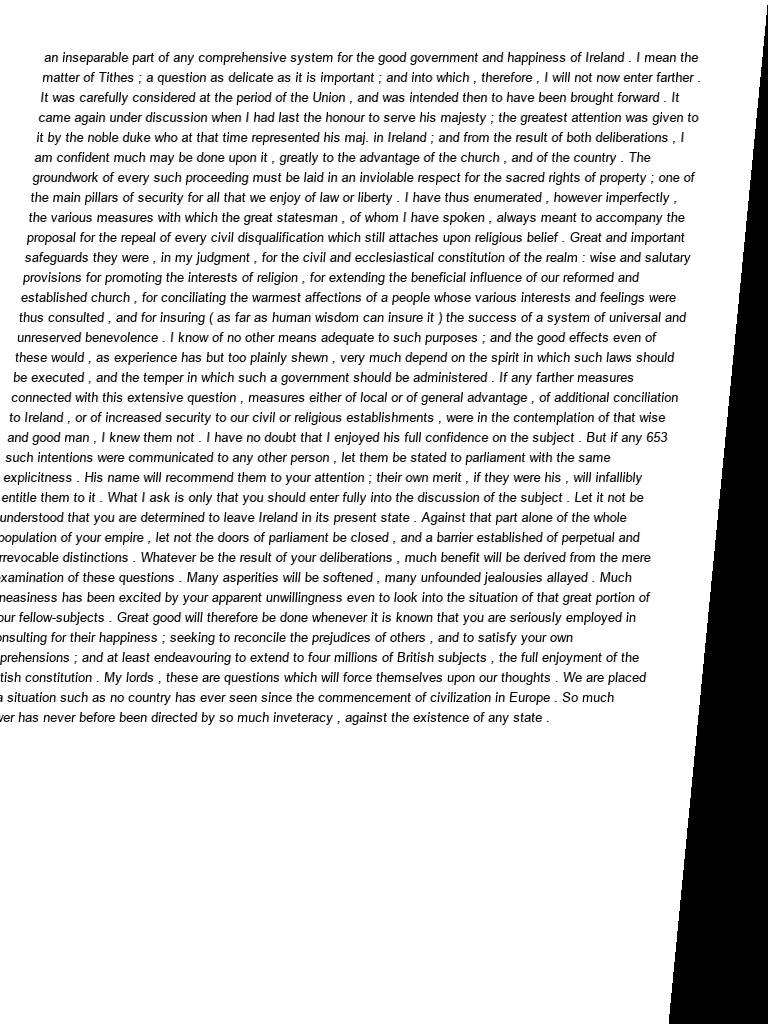 an inseparable part of any comprehensive system for the good government and happiness of Ireland . I mean the
matter of Tithes ; a question as delicate as it is important ; and into which , therefore , I will not now enter farther .
It was carefully considered at the period of the Union , and was intended then to have been brought forward . It
came again under discussion when I had last the honour to serve his majesty ; the greatest attention was given to
it by the noble duke who at that time represented his maj. in Ireland ; and from the result of both deliberations , I
am confident much may be done upon it , greatly to the advantage of the church , and of the country . The
groundwork of every such proceeding must be laid in an inviolable respect for the sacred rights of property ; one of
the main pillars of security for all that we enjoy of law or liberty . I have thus enumerated , however imperfectly ,
the various measures with which the great statesman , of whom I have spoken , always meant to accompany the
proposal for the repeal of every civil disqualification which still attaches upon religious belief . Great and important
safeguards they were , in my judgment , for the civil and ecclesiastical constitution of the realm : wise and salutary
provisions for promoting the interests of religion , for extending the beneficial influence of our reformed and
established church , for conciliating the warmest affections of a people whose various interests and feelings were
thus consulted , and for insuring ( as far as human wisdom can insure it ) the success of a system of universal and
unreserved benevolence . I know of no other means adequate to such purposes ; and the good effects even of
these would , as experience has but too plainly shewn , very much depend on the spirit in which such laws should
be executed , and the temper in which such a government should be administered . If any farther measures
connected with this extensive question , measures either of local or of general advantage , of additional conciliation
to Ireland , or of increased security to our civil or religious establishments , were in the contemplation of that wise
and good man , I knew them not . I have no doubt that I enjoyed his full confidence on the subject . But if any 653
such intentions were communicated to any other person , let them be stated to parliament with the same
explicitness . His name will recommend them to your attention ; their own merit , if they were his , will infallibly
entitle them to it . What I ask is only that you should enter fully into the discussion of the subject . Let it not be
understood that you are determined to leave Ireland in its present state . Against that part alone of the whole
population of your empire , let not the doors of parliament be closed , and a barrier established of perpetual and
distinctions . Whatever be the result of your deliberations , much benefit will be derived from the mere
of these questions . Many asperities will be softened , many unfounded jealousies allayed . Much
has been excited by your apparent unwillingness even to look into the situation of that great portion of
our fellow-subjects . Great good will therefore be done whenever it is known that you are seriously employed in
for their happiness ; seeking to reconcile the prejudices of others , and to satisfy your own
; and at least endeavouring to extend to four millions of British subjects , the full enjoyment of the
constitution . My lords , these are questions which will force themselves upon our thoughts . We are placed
a situation such as no country has ever seen since the commencement of civilization in Europe . So much
has never before been directed by so much inveteracy , against the existence of any state .